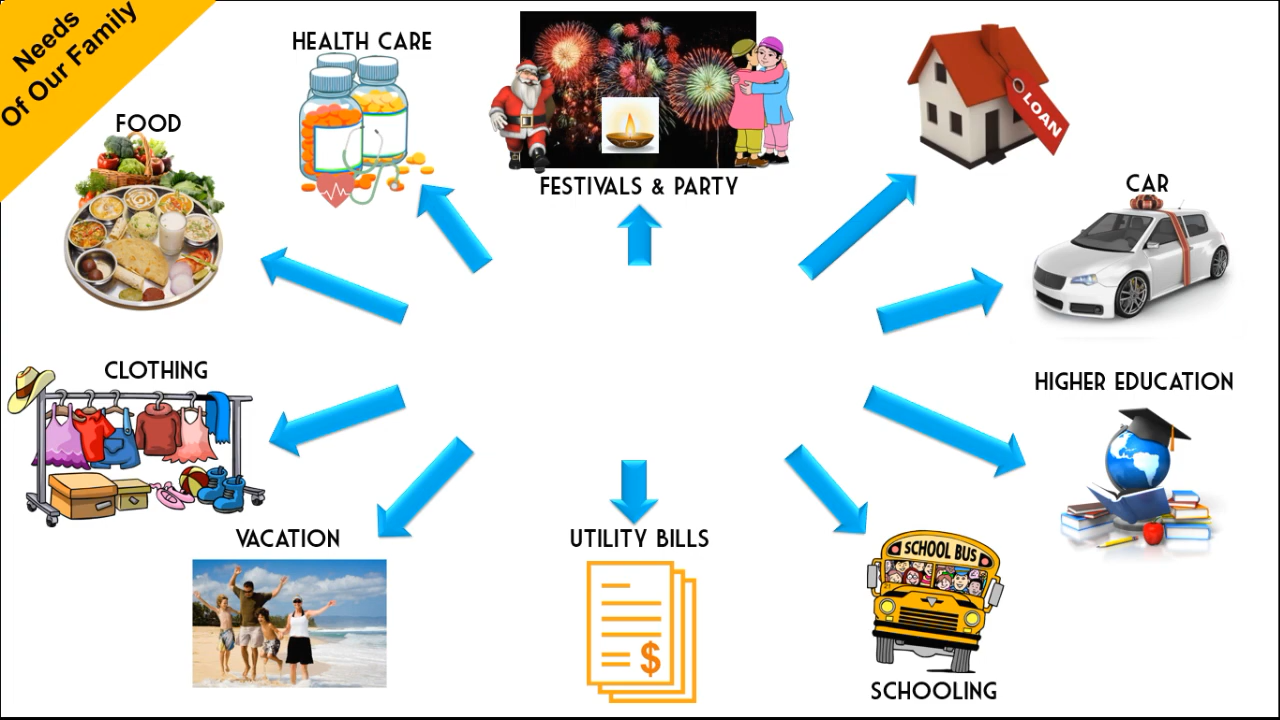 Needs
Of Our Family
HEALTH CARE
FOOD
FESTIVALS & PARTY
LOAN
CAR
CLOTHING
HIGHER EDUCATION
VACATION
UTILITY BILLS
$
SCHOOL BUS
SCHOOLING